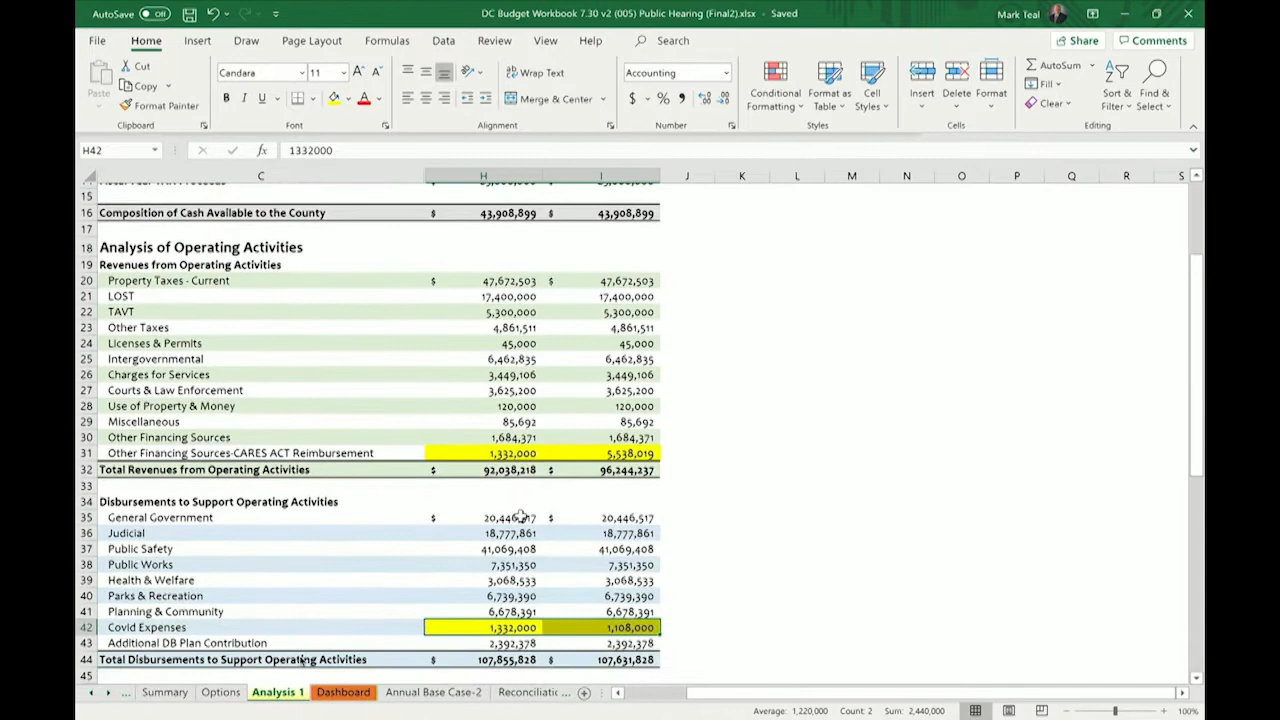 AutoSave Off DC Budget Workbook 7.30 v2 (005) Public Hearing (Final2).xlsx - Saved Mark Teal
File Home Insert Draw Page Layout Formulas Data Review View Help Search Share Comments
Paste Cut Copy Format Painter Clipboard
Candara 11 A A B I U A Font
Wrap Text Merge & Center Alignment
Accounting $ % , Number
Conditional Formatting Format as Table Cell Styles Styles
Insert Delete Format Cells
AutoSum Fill Clear Sort & Filter Find & Select Editing
H42 fx 1332000
C H I J K L M N O P Q R S
15
16 Composition of Cash Available to the County $ 43,908,899 $ 43,908,899
17
18 Analysis of Operating Activities
19 Revenues from Operating Activities
20 Property Taxes - Current $ 47,672,503 $ 47,672,503
21 LOST 17,400,000 17,400,000
22 TAVT 5,300,000 5,300,000
23 Other Taxes 4,861,511 4,861,511
24 Licenses & Permits 45,000 45,000
25 Intergovernmental 6,462,835 6,462,835
26 Charges for Services 3,449,106 3,449,106
27 Courts & Law Enforcement 3,625,200 3,625,200
28 Use of Property & Money 120,000 120,000
29 Miscellaneous 85,692 85,692
30 Other Financing Sources 1,684,371 1,684,371
31 Other Financing Sources-CARES ACT Reimbursement 1,332,000 5,538,019
32 Total Revenues from Operating Activities $ 92,038,218 $ 96,244,237
33
34 Disbursements to Support Operating Activities
35 General Government $ 20,446,517 $ 20,446,517
36 Judicial 18,777,861 18,777,861
37 Public Safety 41,069,408 41,069,408
38 Public Works 7,351,350 7,351,350
39 Health & Welfare 3,068,533 3,068,533
40 Parks & Recreation 6,739,390 6,739,390
41 Planning & Community 6,678,391 6,678,391
42 Covid Expenses 1,332,000 1,108,000
43 Additional DB Plan Contribution 2,392,378 2,392,378
44 Total Disbursements to Support Operating Activities $ 107,855,828 $ 107,631,828
45
... Summary Options Analysis 1 Dashboard Annual Base Case-2 Reconciliatic ...
Average: 1,220,000 Count: 2 Sum: 2,440,000 100%